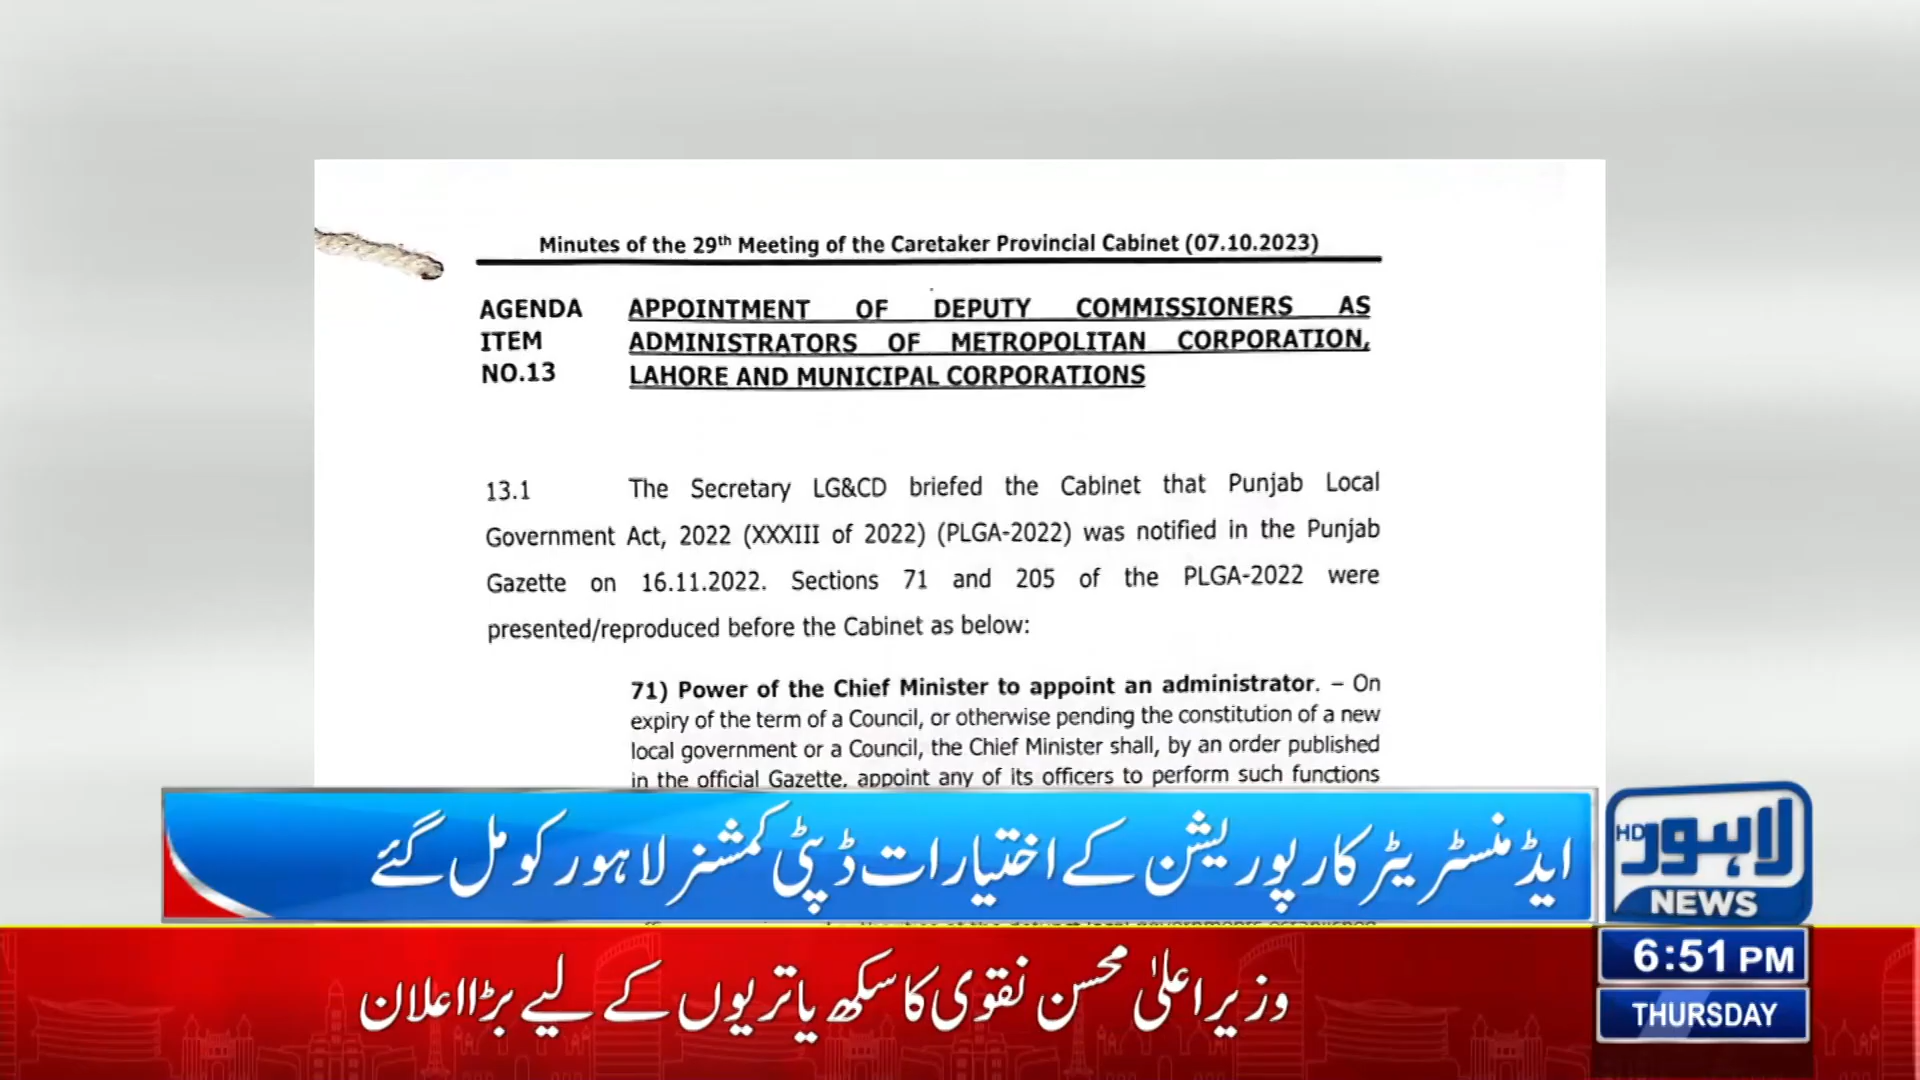 Minutes of the 29th Meeting of the Caretaker Provincial Cabinet (07.10.2023)
AGENDA ITEM NO.13
APPOINTMENT OF DEPUTY COMMISSIONERS AS
ADMINISTRATORS OF METROPOLITAN CORPORATION,
LAHORE AND MUNICIPAL CORPORATIONS
13.1 The Secretary LG&CD briefed the Cabinet that Punjab Local
Government Act, 2022 (XXXIII of 2022) (PLGA-2022) was notified in the Punjab
Gazette on 16.11.2022. Sections 71 and 205 of the PLGA-2022 were
presented/reproduced before the Cabinet as below:
71) Power of the Chief Minister to appoint an administrator. – On
expiry of the term of a Council, or otherwise pending the constitution of a new
local government or a Council, the Chief Minister shall, by an order published
in the official Gazette, appoint any of its officers to perform such functions
ایڈمنسٹریٹر کارپوریشن کے اختیارات ڈپٹی کمشنر لاہور کو مل گئے
لاہور
HD
NEWS
6:51 PM
THURSDAY
وزیراعلیٰ محسن نقوی کا سکھ یاتریوں کے لیے بڑا اعلان